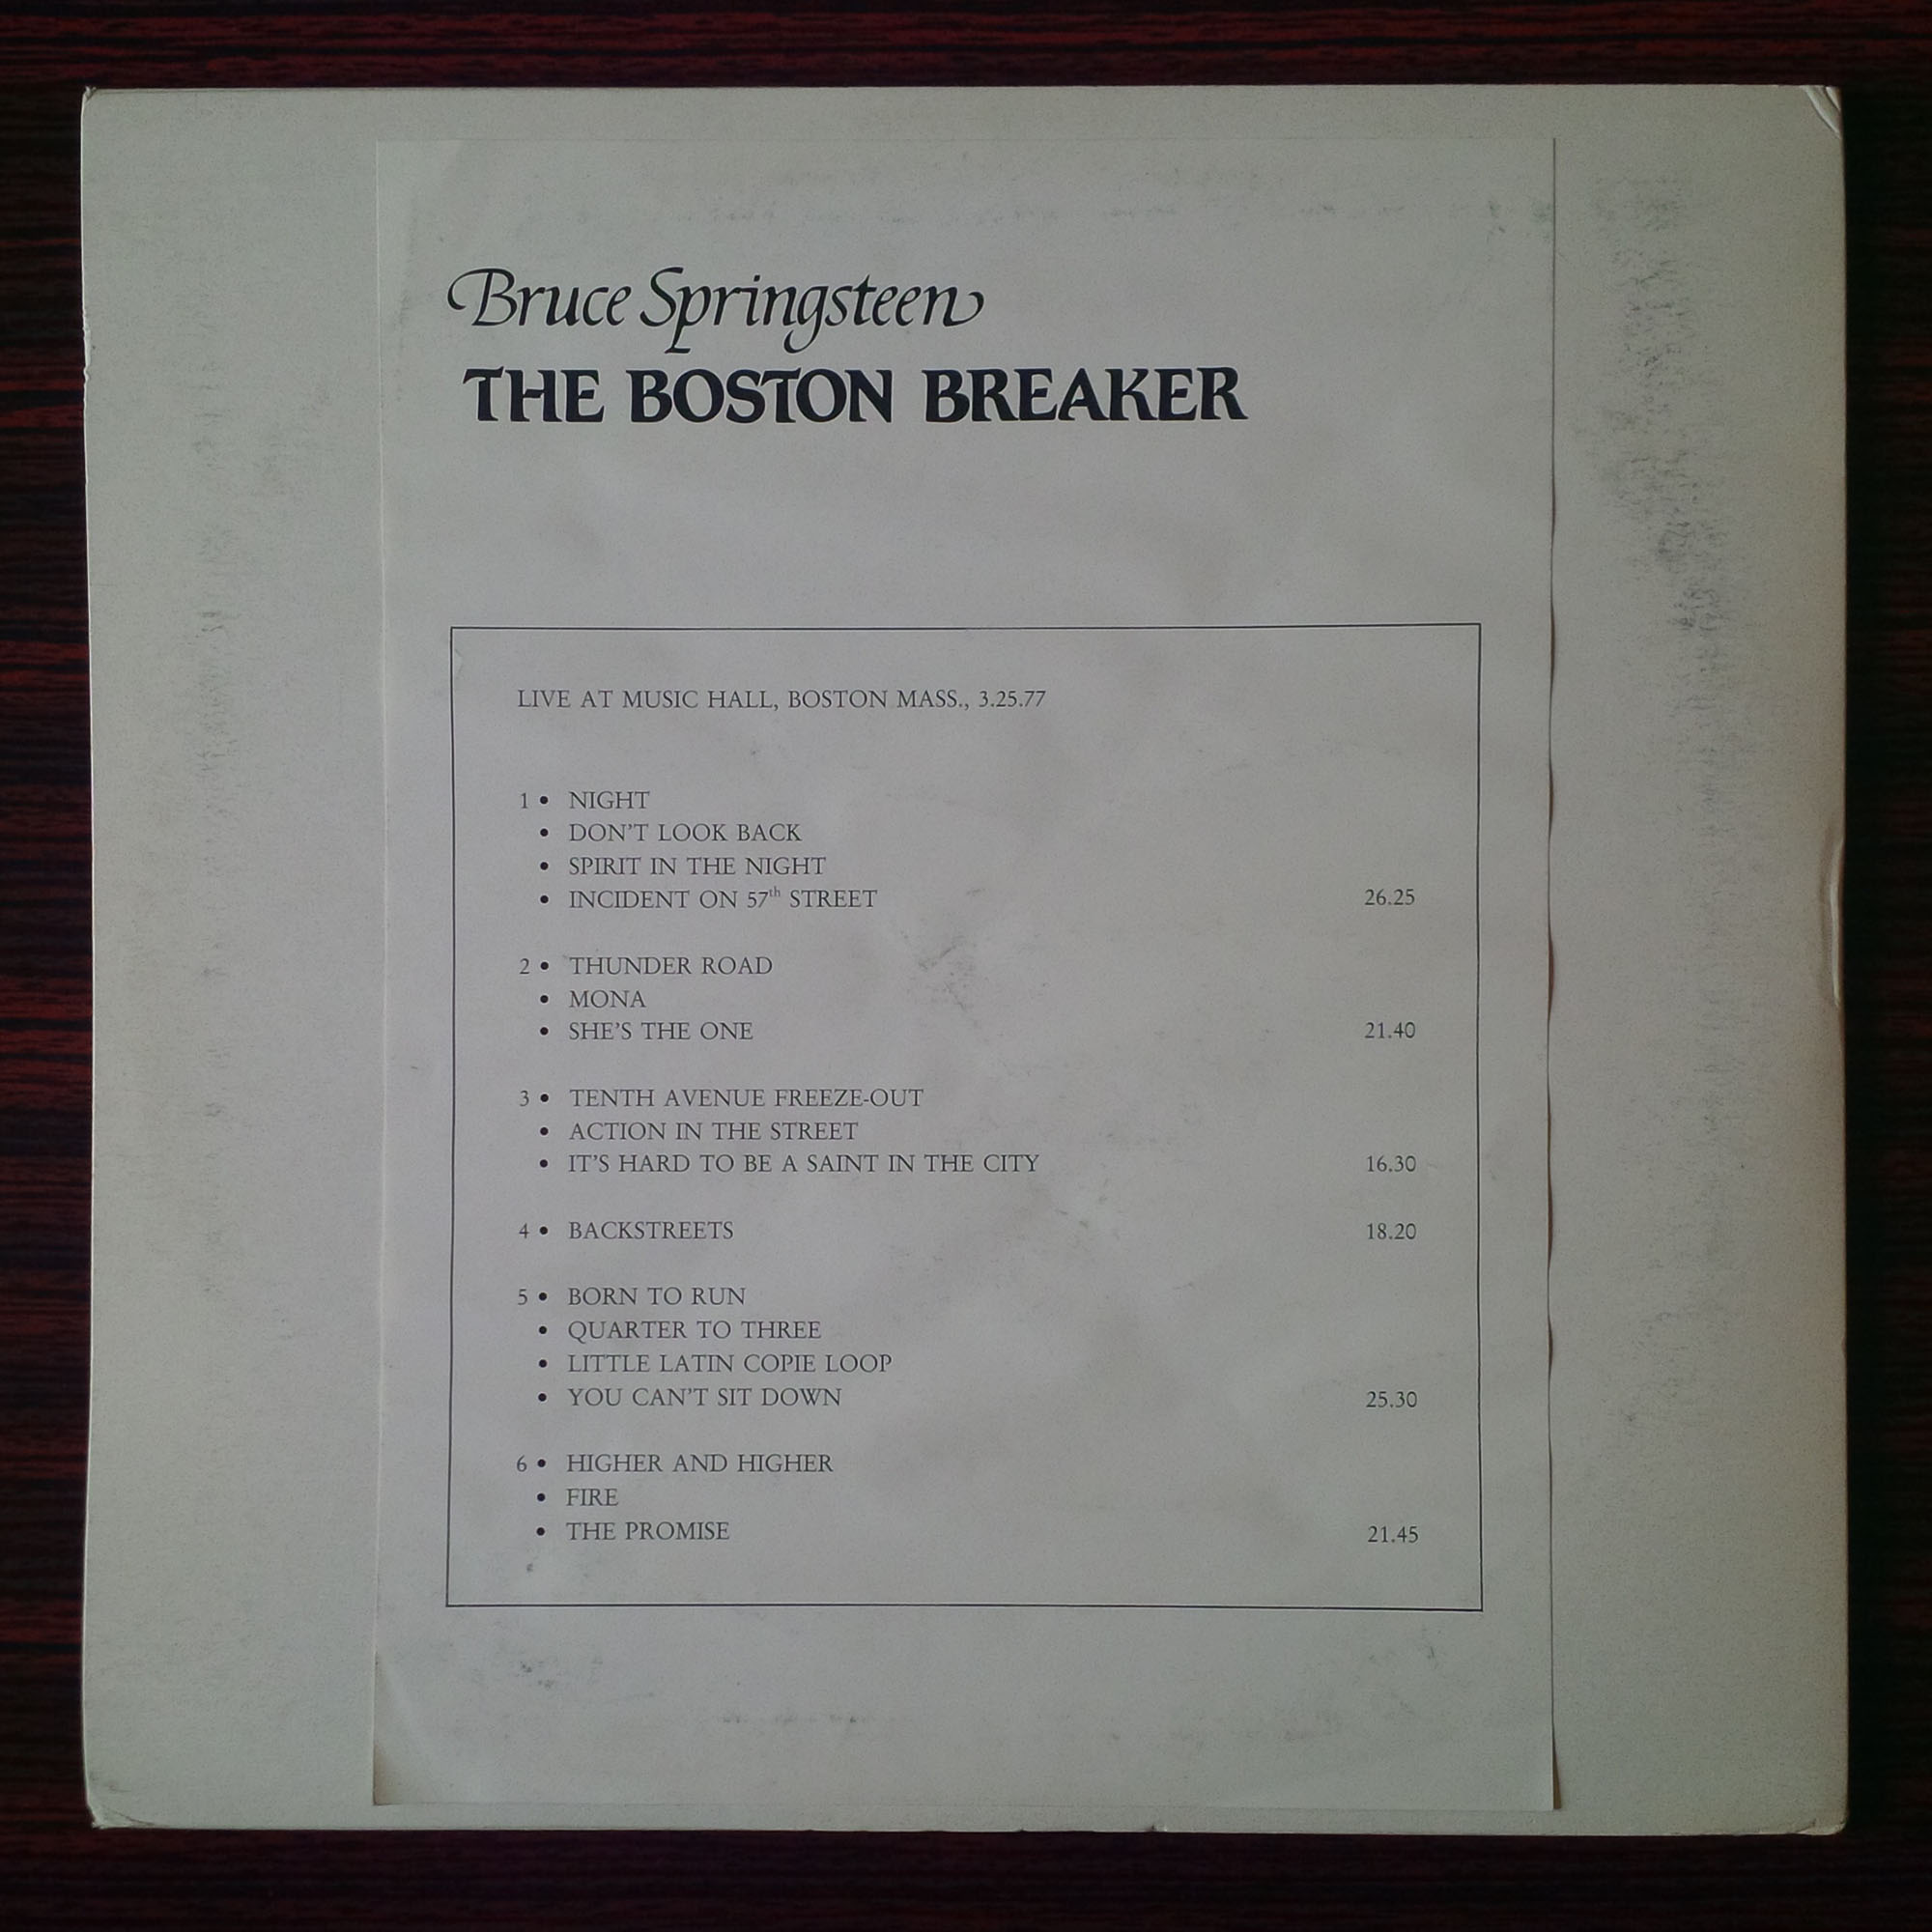 Bruce Springsteen
THE BOSTON BREAKER
LIVE AT MUSIC HALL, BOSTON MASS., 3.25.77
1 • NIGHT
• DON'T LOOK BACK
• SPIRIT IN THE NIGHT
• INCIDENT ON 57th STREET 26.25
2 • THUNDER ROAD
• MONA
• SHE'S THE ONE 21.40
3 • TENTH AVENUE FREEZE-OUT
• ACTION IN THE STREET
• IT'S HARD TO BE A SAINT IN THE CITY 16.30
4 • BACKSTREETS 18.20
5 • BORN TO RUN
• QUARTER TO THREE
• LITTLE LATIN COPIE LOOP
• YOU CAN'T SIT DOWN 25.30
6 • HIGHER AND HIGHER
• FIRE
• THE PROMISE 21.45